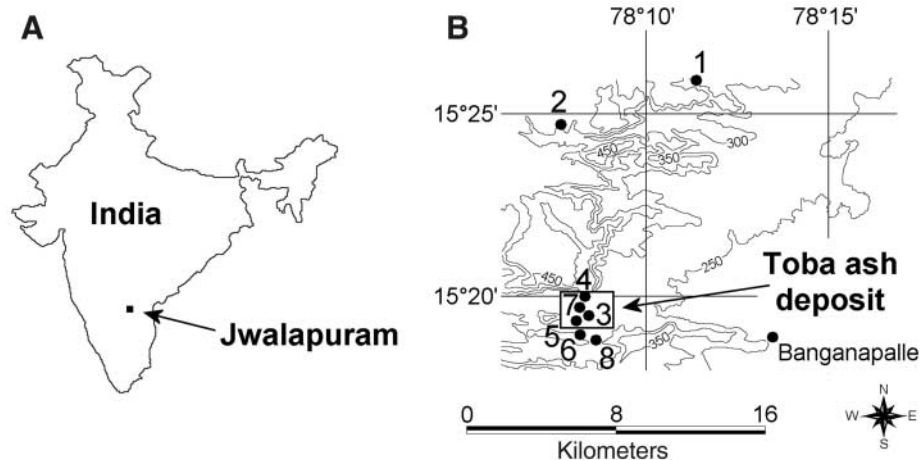 A
India
Jwalapuram
B
78°10'
78°15'
1
15°25'
2
450
350
300
250
450
Toba ash
deposit
15°20'
4
7
3
5
6
8
350
Banganapalle
0
8
16
Kilometers
N
W
E
S